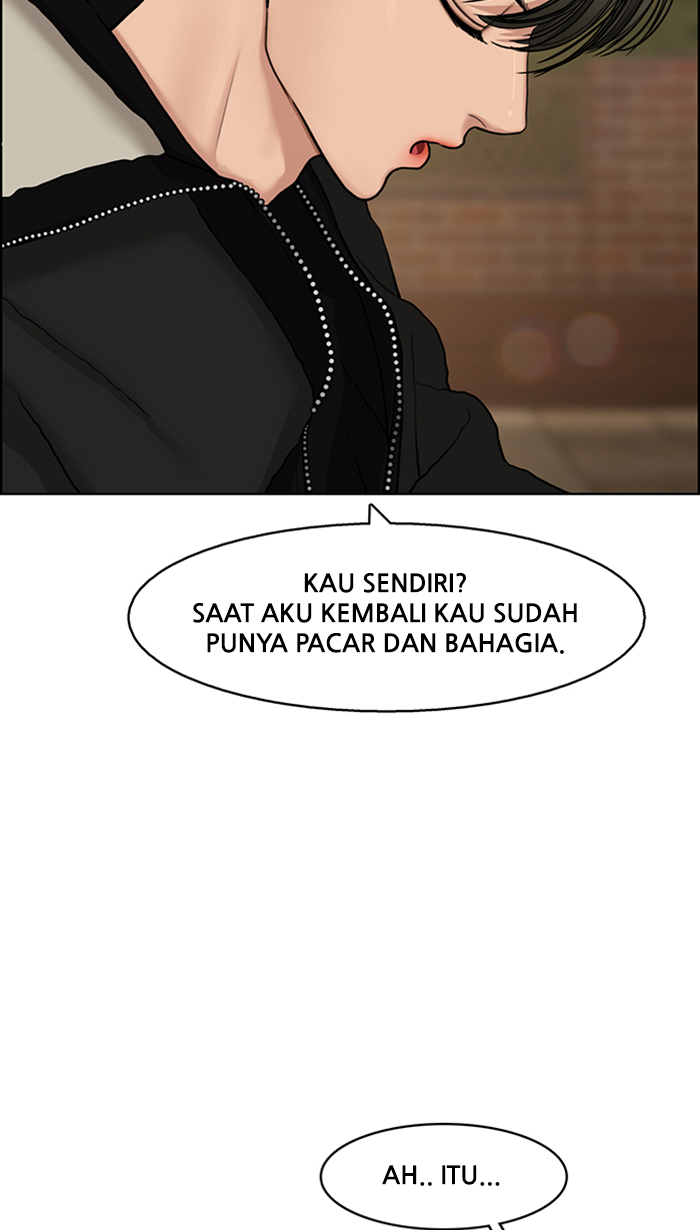 KAU SENDIRI?
SAAT AKU KEMBALI KAU SUDAH
PUNYA PACAR DAN BAHAGIA.
AH.. ITU...